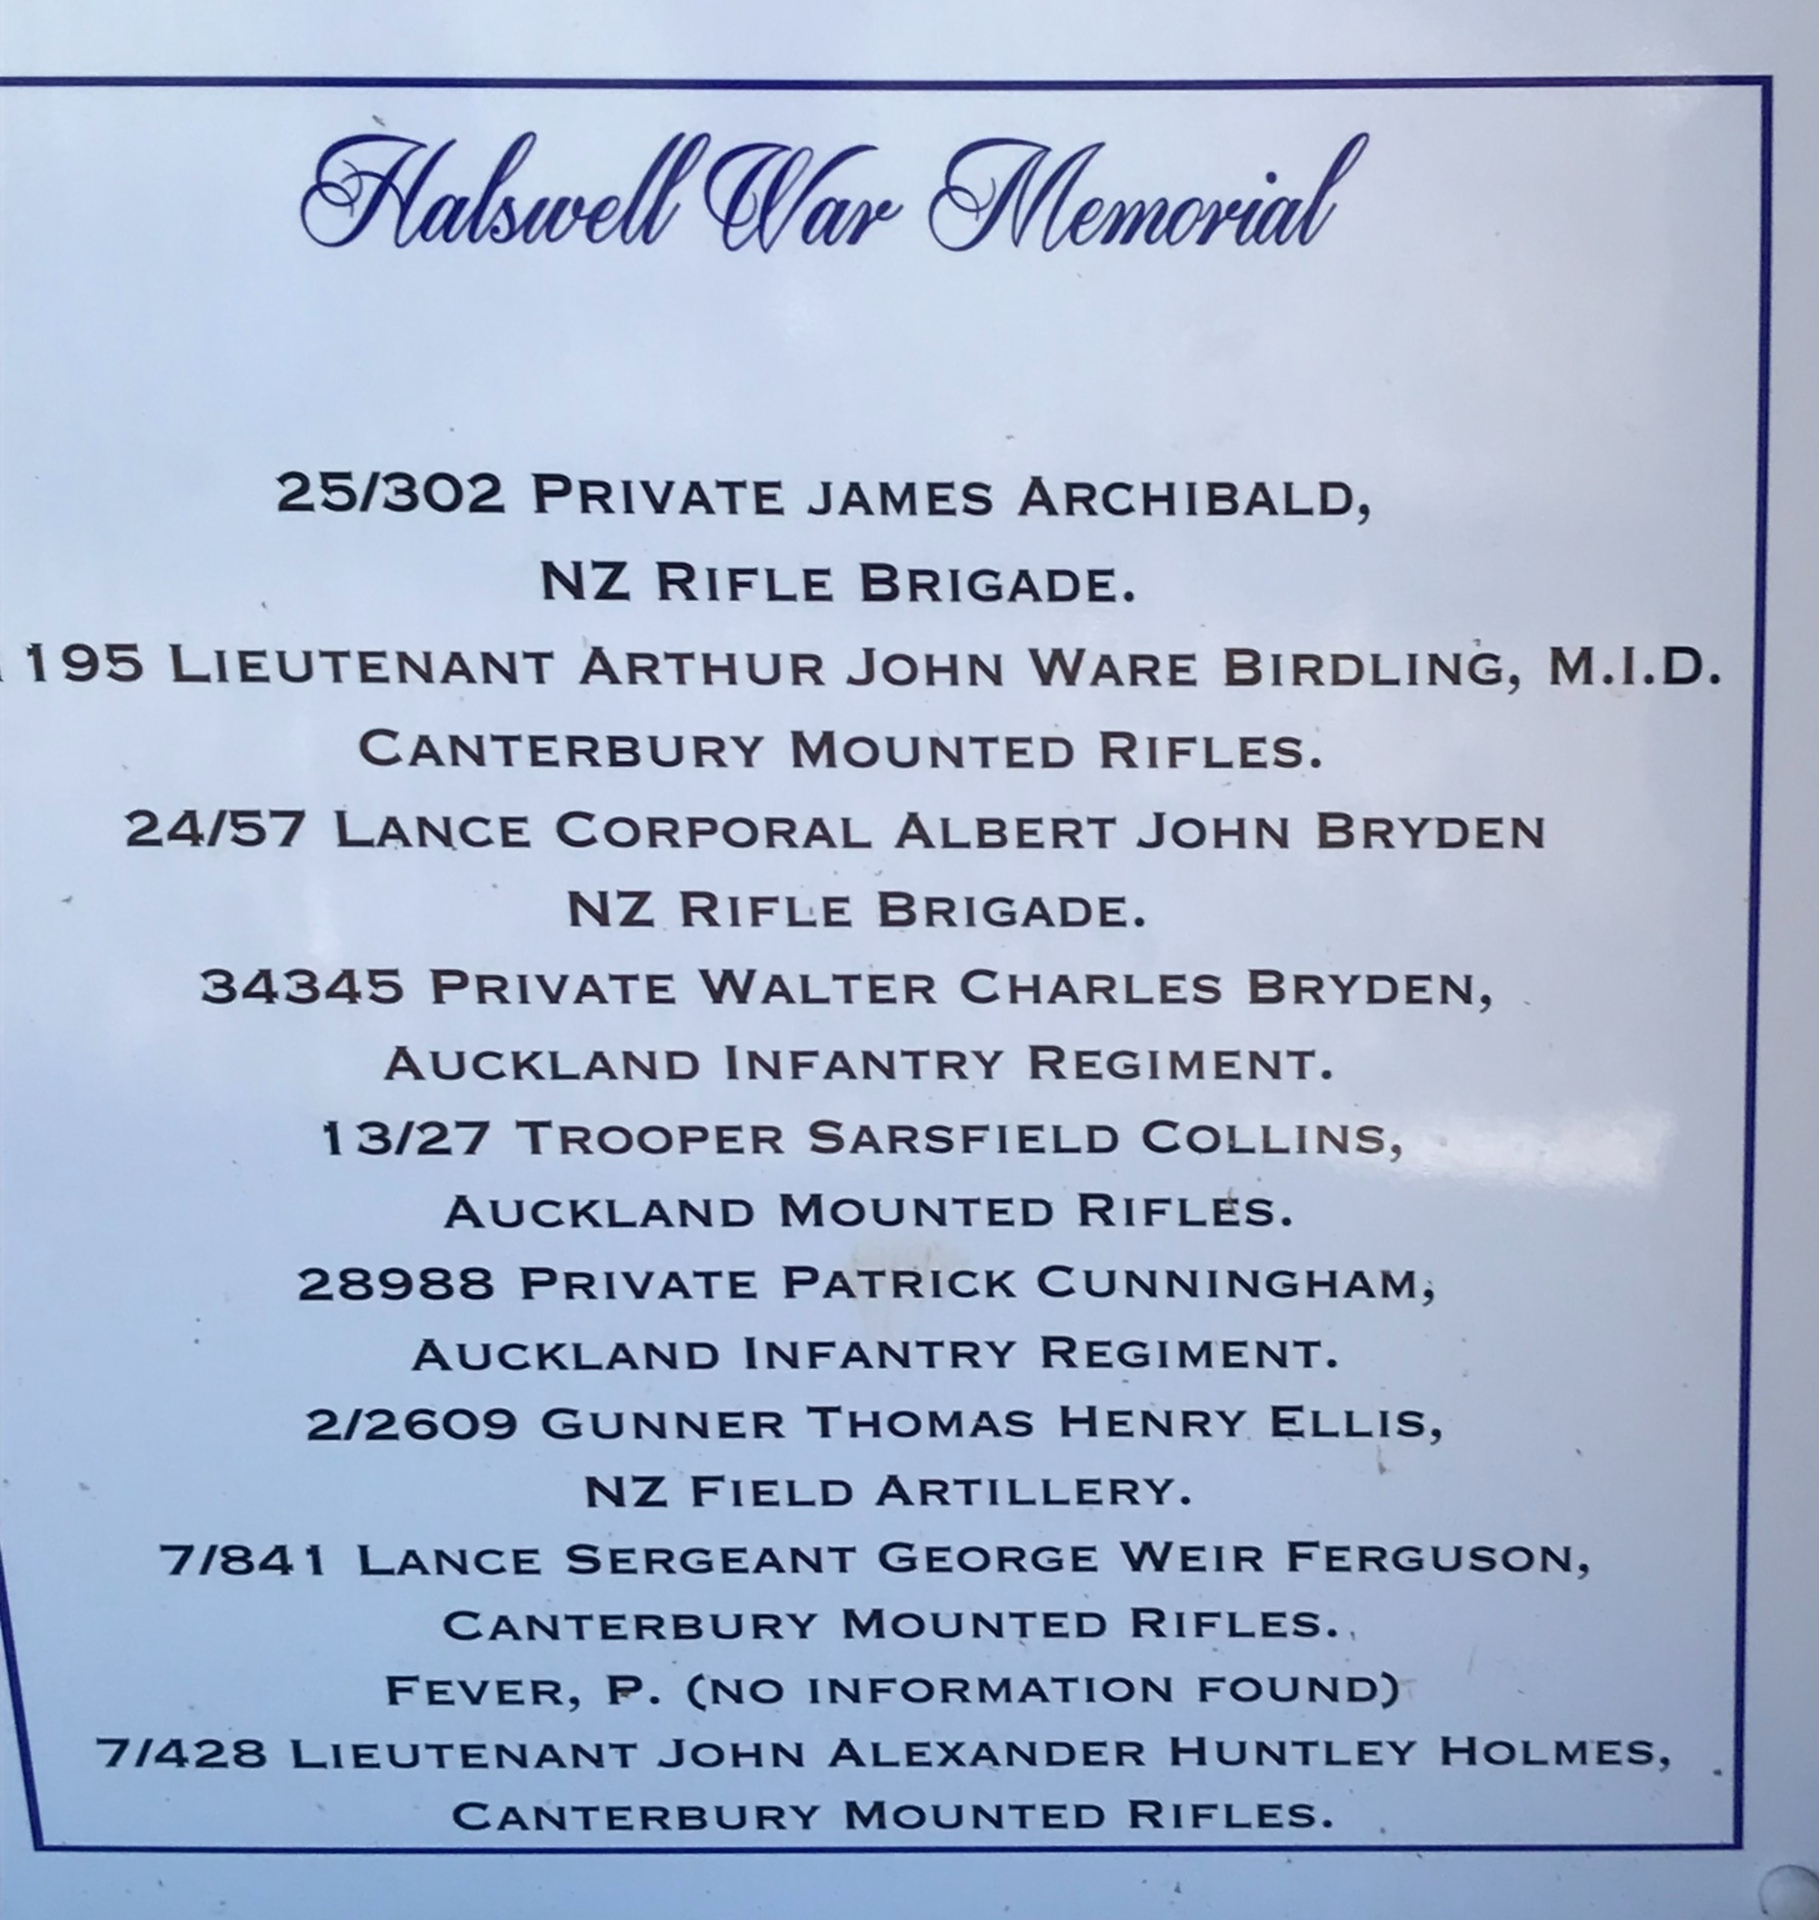 Halswell War Memorial
25/302 PRIVATE JAMES ARCHIBALD,
NZ RIFLE BRIGADE.
195 LIEUTENANT ARTHUR JOHN WARE BIRDLING, M.I.D.
CANTERBURY MOUNTED RIFLES.
24/57 LANCE CORPORAL ALBERT JOHN BRYDEN
NZ RIFLE BRIGADE.
34345 PRIVATE WALTER CHARLES BRYDEN,
AUCKLAND INFANTRY REGIMENT.
13/27 TROOPER SARSFIELD COLLINS,
AUCKLAND MOUNTED RIFLES.
28988 PRIVATE PATRICK CUNNINGHAM,
AUCKLAND INFANTRY REGIMENT.
2/2609 GUNNER THOMAS HENRY ELLIS,
NZ FIELD ARTILLERY.
7/841 LANCE SERGEANT GEORGE WEIR FERGUSON,
CANTERBURY MOUNTED RIFLES.
FEVER, P. (NO INFORMATION FOUND)
7/428 LIEUTENANT JOHN ALEXANDER HUNTLEY HOLMES,
CANTERBURY MOUNTED RIFLES.